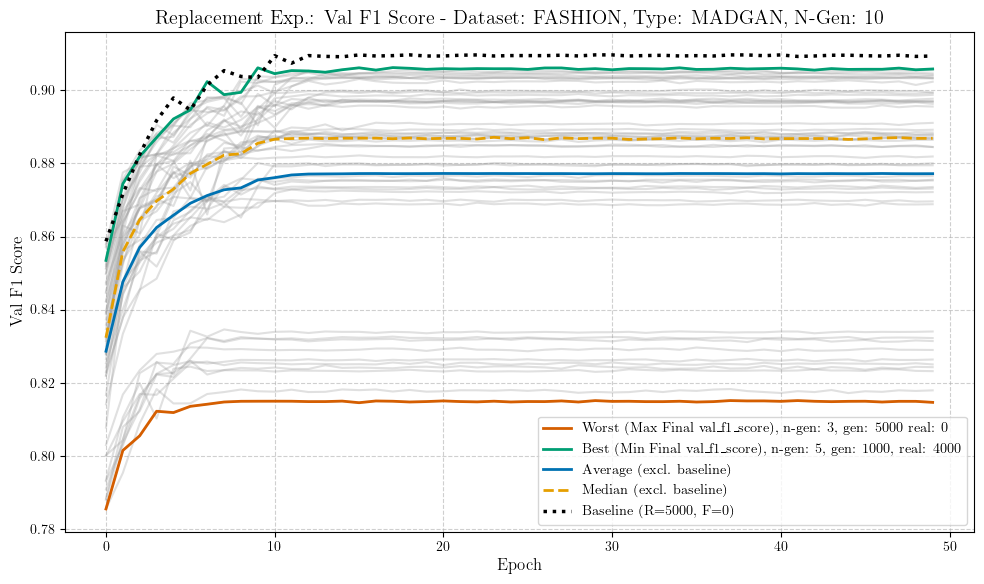 Replacement Exp.: Val F1 Score - Dataset: FASHION, Type: MADGAN, N-Gen: 10
Val F1 Score
0.90
0.88
0.86
0.84
0.82
0.80
0.78
Worst (Max Final val_f1_score), n-gen: 3, gen: 5000 real: 0
Best (Min Final val_f1_score), n-gen: 5, gen: 1000, real: 4000
Average (excl. baseline)
Median (excl. baseline)
Baseline (R=5000, F=0)
0
10
20
30
40
50
Epoch